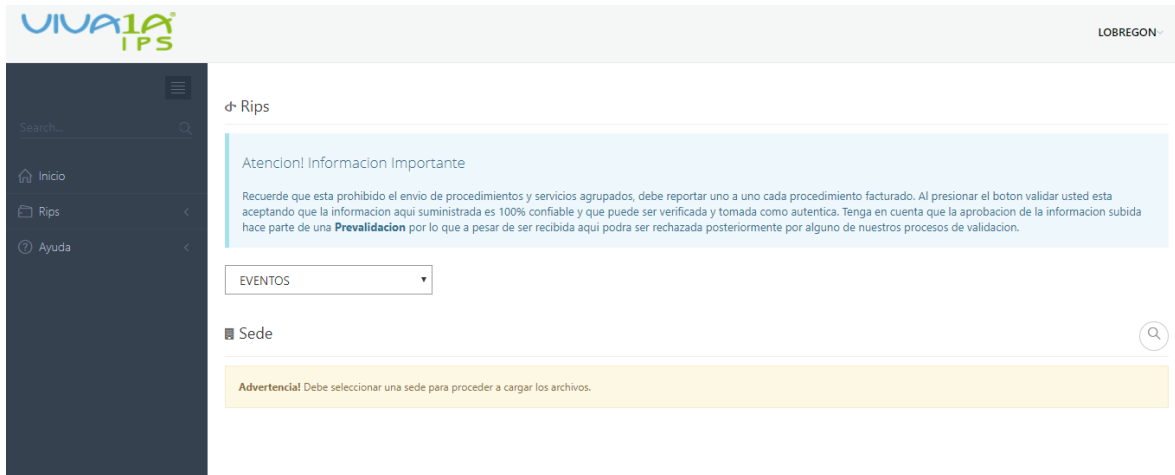 VIVA1A
IPS
LOBREGON
Search...
Inicio
Rips
Ayuda
Rips
Atencion! Informacion Importante
Recuerde que esta prohibido el envio de procedimientos y servicios agrupados, debe reportar uno a uno cada procedimiento facturado. Al presionar el boton validar usted esta
aceptando que la informacion aqui suministrada es 100% confiable y que puede ser verificada y tomada como autentica. Tenga en cuenta que la aprobacion de la informacion subida
hace parte de una Prevalidacion por lo que a pesar de ser recibida aqui podra ser rechazada posteriormente por alguno de nuestros procesos de validacion.
EVENTOS
Sede
Advertencia! Debe seleccionar una sede para proceder a cargar los archivos.